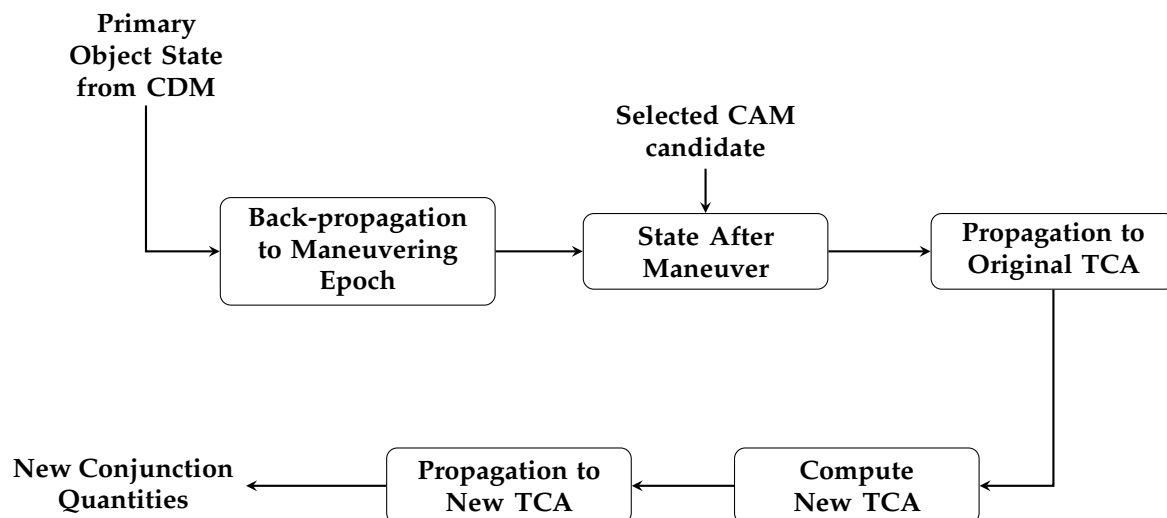 Primary
Object State
from CDM
Selected CAM
candidate
Back-propagation
to Maneuvering
Epoch
State After
Maneuver
Propagation to
Original TCA
New Conjunction
Quantities
Propagation to
New TCA
Compute
New TCA